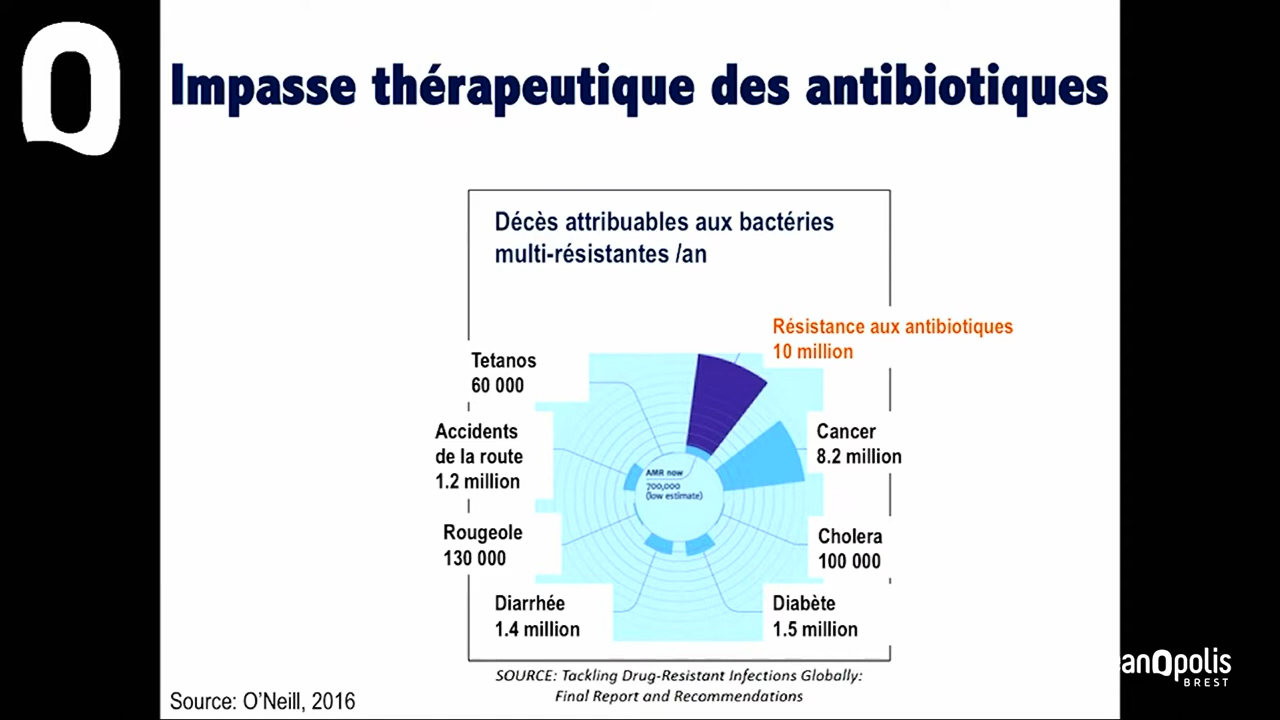 Impasse thérapeutique des antibiotiques
Décès attribuables aux bactéries
multi-résistantes /an
Résistance aux antibiotiques
10 million
Tetanos
60 000
Accidents
de la route
1.2 million
Cancer
8.2 million
AMR now
700,000
(low estimate)
Rougeole
130 000
Cholera
100 000
Diarrhée
1.4 million
Diabète
1.5 million
SOURCE: Tackling Drug-Resistant Infections Globally:
Final Report and Recommendations
Source: O'Neill, 2016
anOpolis
BREST